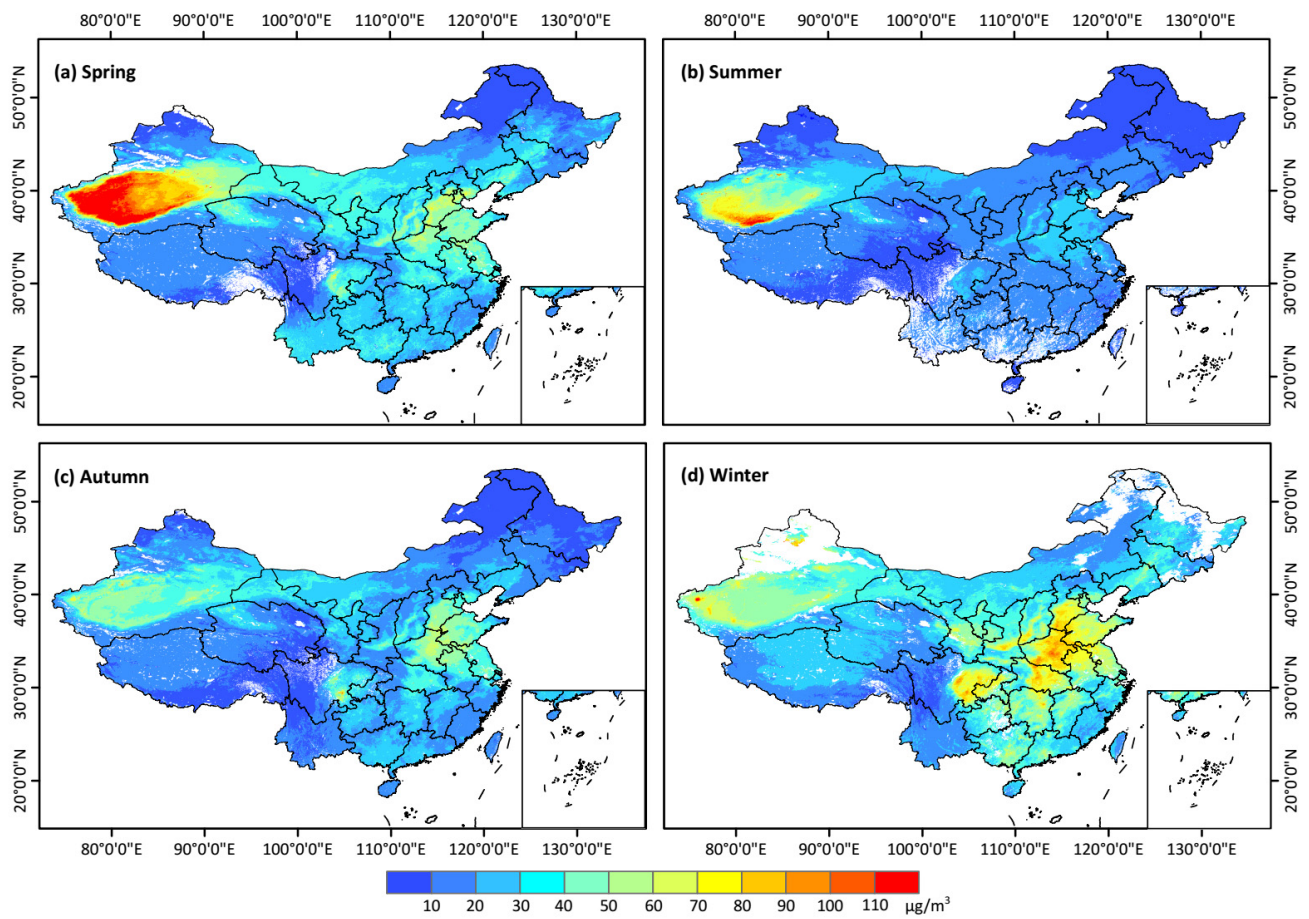 80°0'0"E 90°0'0"E 100°0'0"E 110°0'0"E 120°0'0"E 130°0'0"E
80°0'0"E 90°0'0"E 100°0'0"E 110°0'0"E 120°0'0"E 130°0'0"E
(a) Spring
(b) Summer
50°0'0"N
40°0'0"N
30°0'0"N
20°0'0"N
50°0'0"N
40°0'0"N
30°0'0"N
20°0'0"N
(c) Autumn
(d) Winter
50°0'0"N
40°0'0"N
30°0'0"N
20°0'0"N
50°0'0"N
40°0'0"N
30°0'0"N
20°0'0"N
80°0'0"E 90°0'0"E 100°0'0"E 110°0'0"E 120°0'0"E 130°0'0"E
80°0'0"E 90°0'0"E 100°0'0"E 110°0'0"E 120°0'0"E 130°0'0"E
10 20 30 40 50 60 70 80 90 100 110 μg/m³